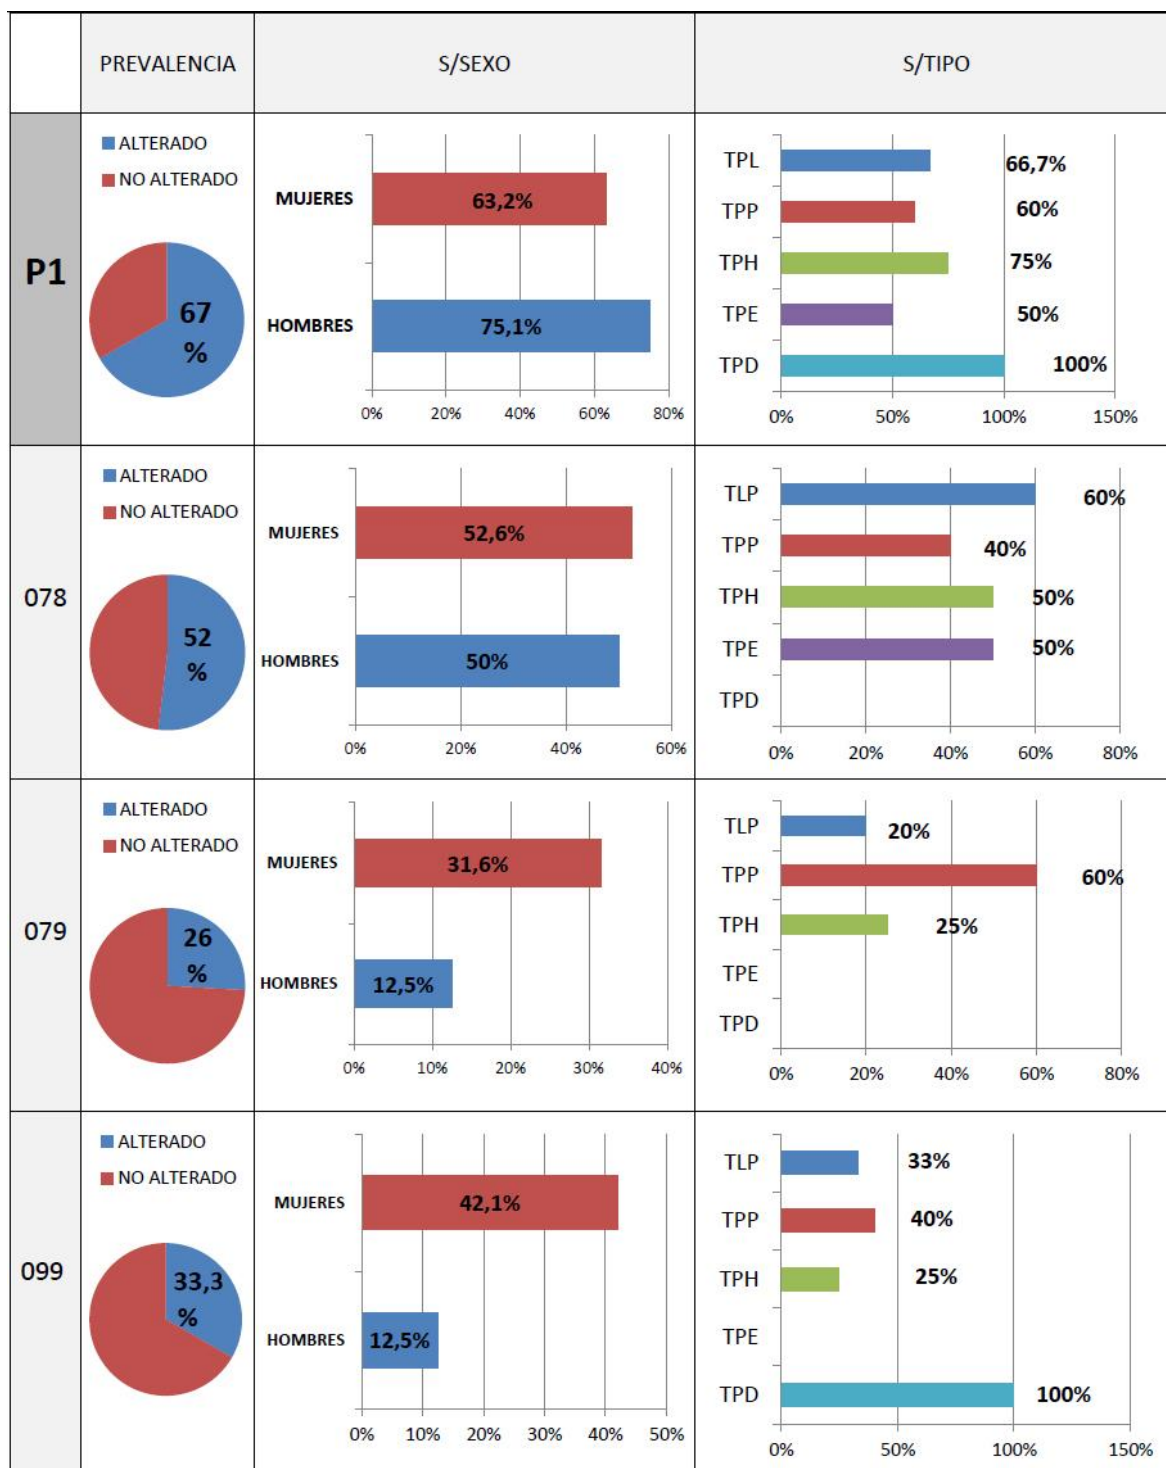 PREVALENCIA
S/SEXO
S/TIPO
P1
ALTERADO
NO ALTERADO
67
%
MUJERES
63,2%
HOMBRES
75,1%
0%
20%
40%
60%
80%
TPL
66,7%
TPP
60%
TPH
75%
TPE
50%
TPD
100%
0%
50%
100%
150%
078
ALTERADO
NO ALTERADO
52
%
MUJERES
52,6%
HOMBRES
50%
0%
20%
40%
60%
TLP
60%
TPP
40%
TPH
50%
TPE
50%
TPD
0%
20%
40%
60%
80%
079
ALTERADO
NO ALTERADO
26
%
MUJERES
31,6%
HOMBRES
12,5%
0%
10%
20%
30%
40%
TLP
20%
TPP
60%
TPH
25%
TPE
TPD
0%
20%
40%
60%
80%
099
ALTERADO
NO ALTERADO
33,3
%
MUJERES
42,1%
HOMBRES
12,5%
0%
10%
20%
30%
40%
50%
TLP
33%
TPP
40%
TPH
25%
TPE
TPD
100%
0%
50%
100%
150%